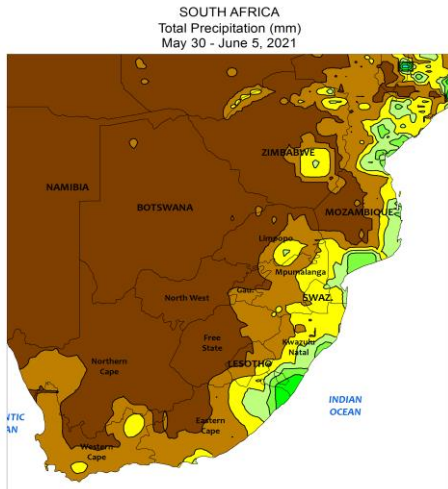 SOUTH AFRICA
Total Precipitation (mm)
May 30 - June 5, 2021
ZIMBABWE
NAMIBIA
BOTSWANA
MOZAMBIQUE
Limpopo
Mpumalanga
Gau.
North West
SWAZ.
Free
State
Kwazulu
Natal
LESOTHO
Northern
Cape
INDIAN
OCEAN
NTIC
AN
Eastern
Cape
Western
Cape